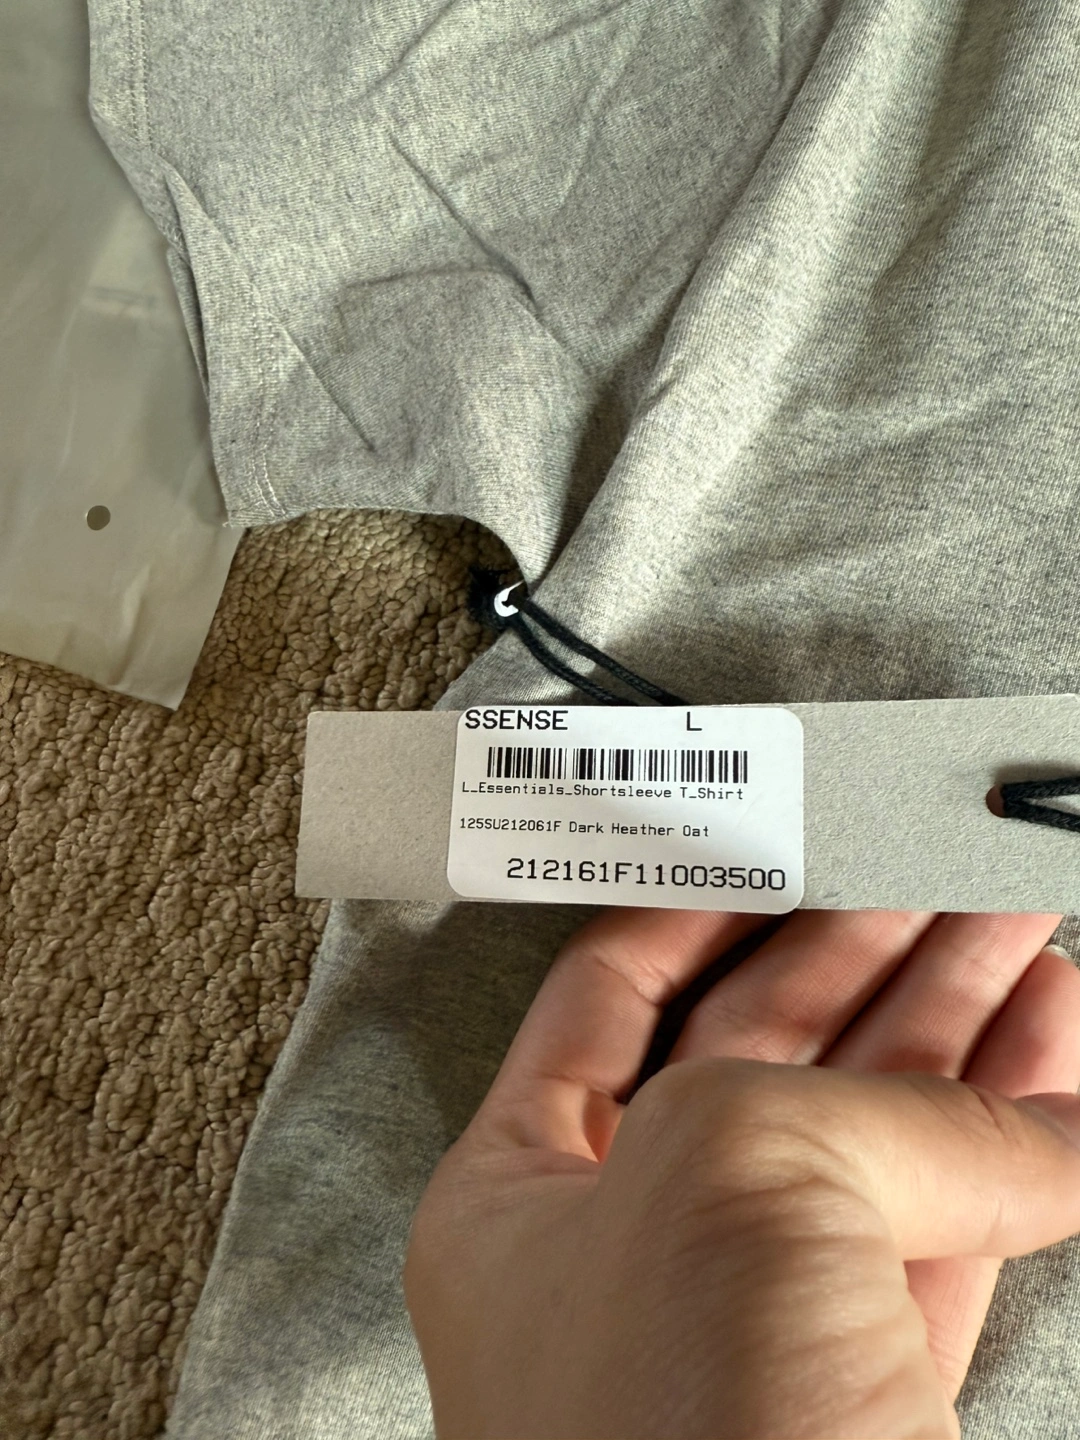 SSENSE L
L_Essentials_Shortsleeve T_Shirt
125SU212061F Dark Heather Oat
212161F11003500